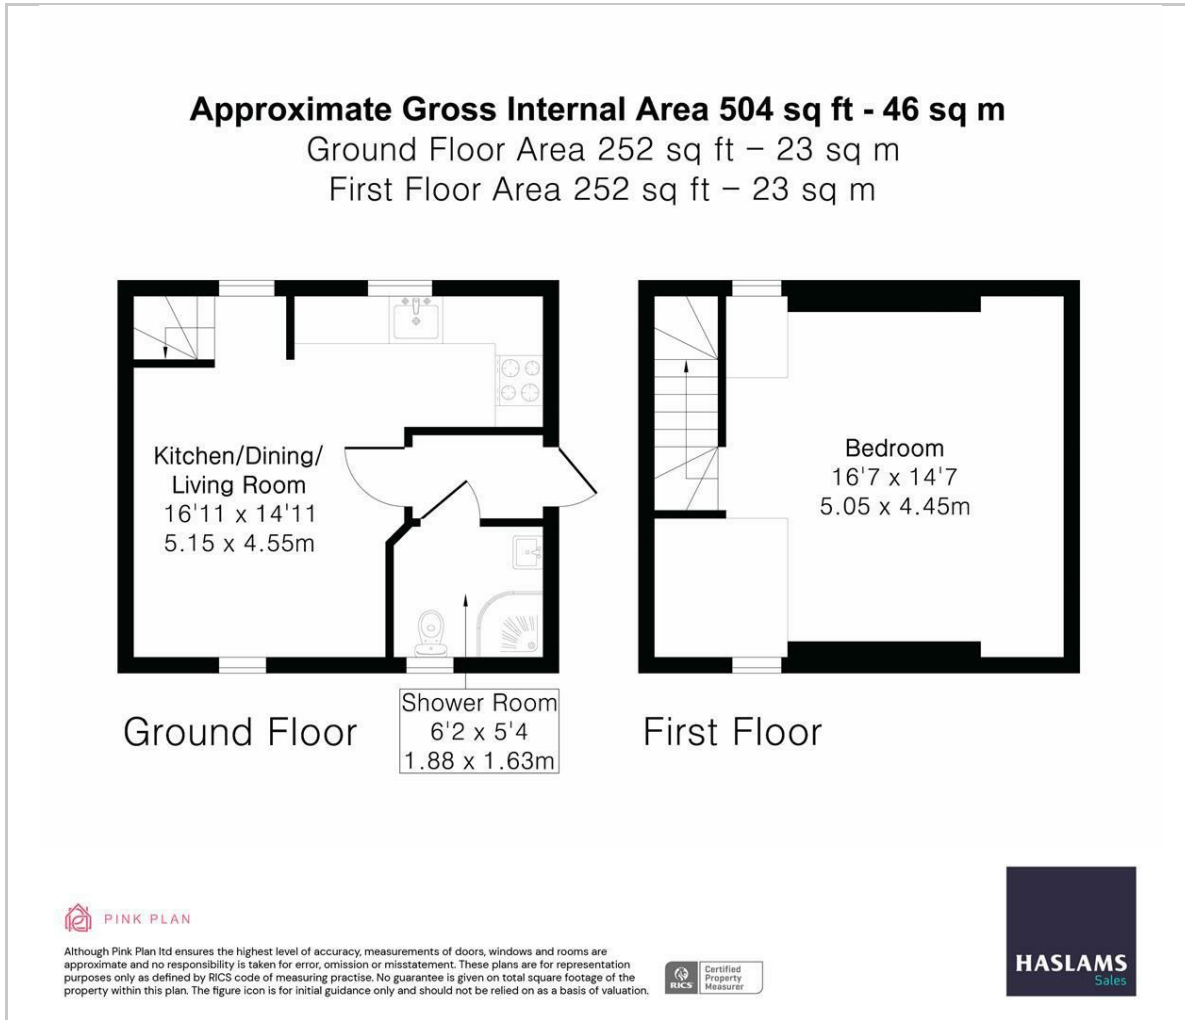 Approximate Gross Internal Area 504 sq ft - 46 sq m
Ground Floor Area 252 sq ft – 23 sq m
First Floor Area 252 sq ft – 23 sq m
Kitchen/Dining/
Living Room
16'11 x 14'11
5.15 x 4.55m
Bedroom
16'7 x 14'7
5.05 x 4.45m
Shower Room
6'2 x 5'4
1.88 x 1.63m
Ground Floor
First Floor
PINK PLAN
Although Pink Plan ltd ensures the highest level of accuracy, measurements of doors, windows and rooms are
approximate and no responsibility is taken for error, omission or misstatement. These plans are for representation
purposes only as defined by RICS code of measuring practise. No guarantee is given on total square footage of the
property within this plan. The figure icon is for initial guidance only and should not be relied on as a basis of valuation.
RICS
Certified
Property
Measurer
HASLAMS
Sales